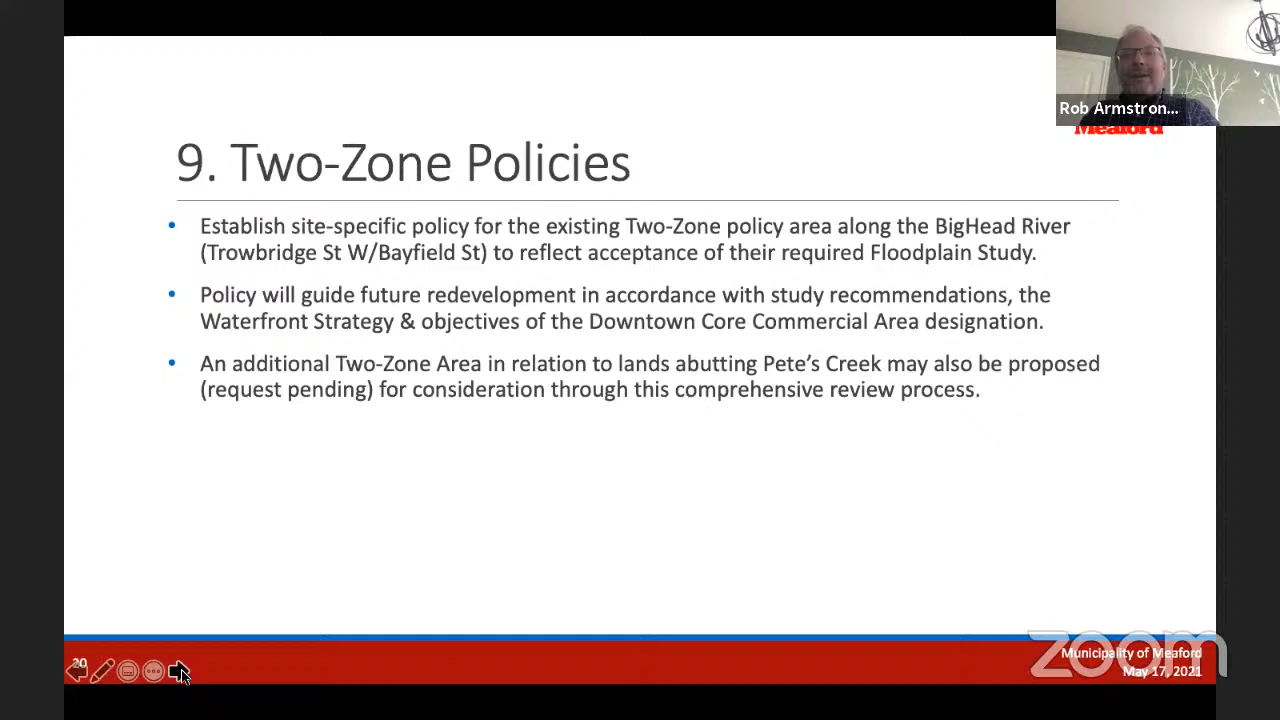 Rob Armstron...
Meaford
9. Two-Zone Policies
• Establish site-specific policy for the existing Two-Zone policy area along the BigHead River
(Trowbridge St W/Bayfield St) to reflect acceptance of their required Floodplain Study.
• Policy will guide future redevelopment in accordance with study recommendations, the
Waterfront Strategy & objectives of the Downtown Core Commercial Area designation.
• An additional Two-Zone Area in relation to lands abutting Pete’s Creek may also be proposed
(request pending) for consideration through this comprehensive review process.
20
Municipality of Meaford
May 17, 2021
zoom